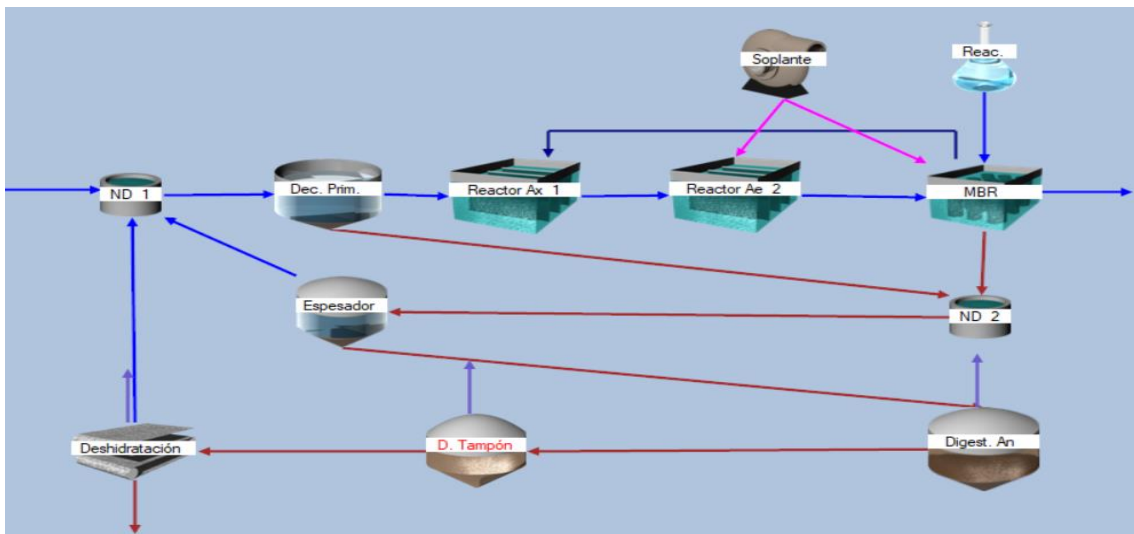 Soplante
Reac.
ND 1
Dec. Prim.
Reactor Ax 1
Reactor Ae 2
MBR
Espesador
ND 2
Deshidratación
D. Tampón
Digest. An